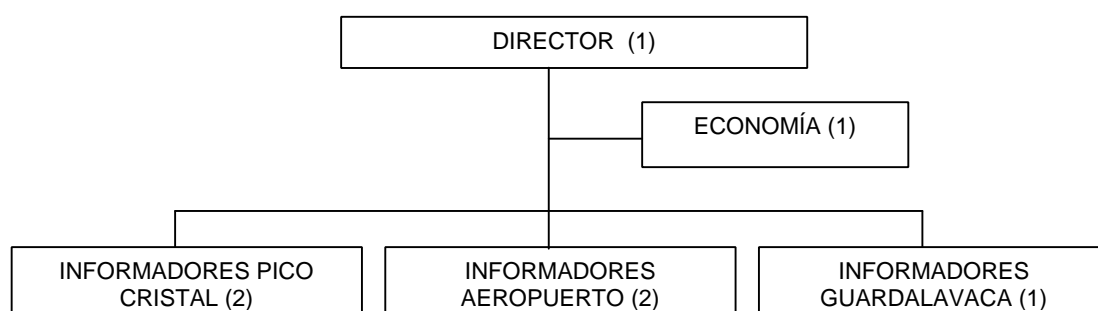 DIRECTOR (1)
ECONOMÍA (1)
INFORMADORES PICO
CRISTAL (2)
INFORMADORES
AEROPUERTO (2)
INFORMADORES
GUARDALAVACA (1)